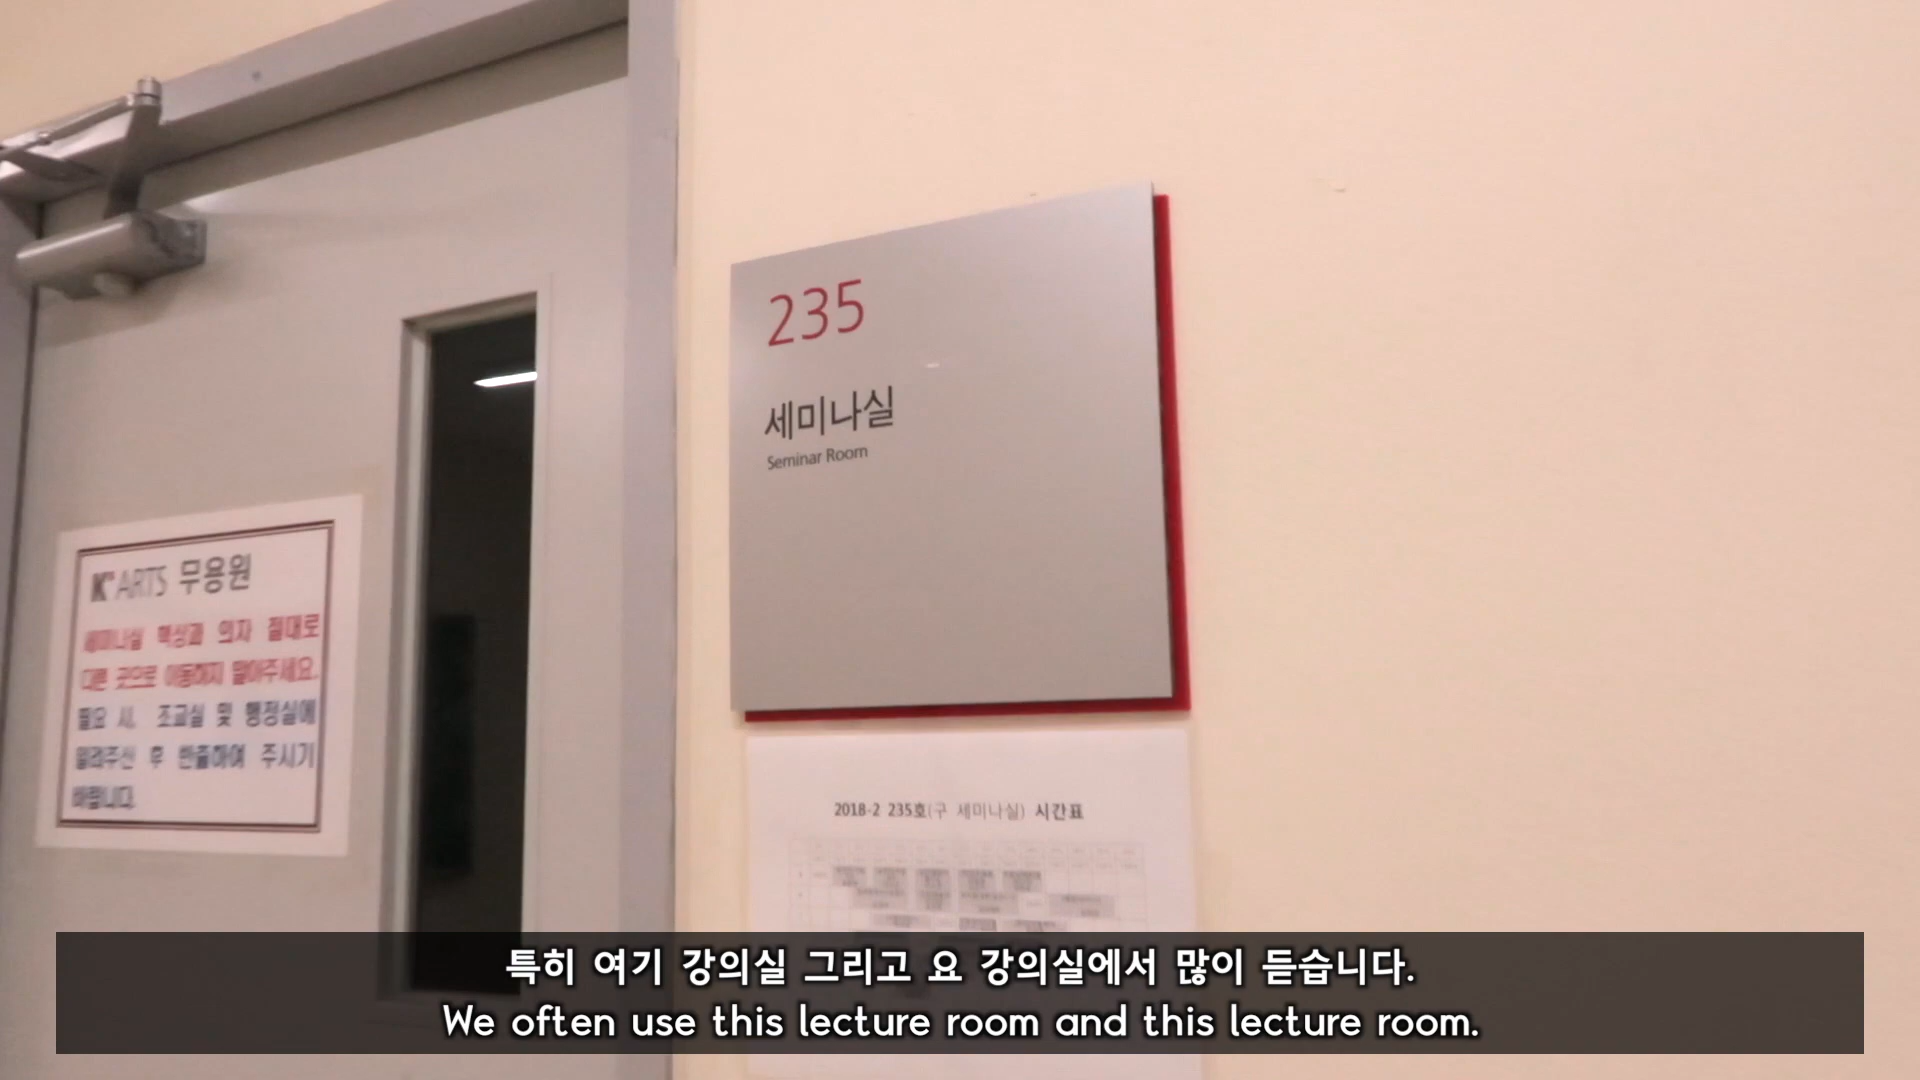 235
세미나실
Seminar Room
K ARTS 무용원
세미나실 책상과 의자 절대로
다른 곳으로 이동하지 말아주세요.
필요 시, 조교실 및 행정실에
알려주신 후 반출하여 주시기
바랍니다.
2018-2 235호(구 세미나실) 시간표
특히 여기 강의실 그리고 요 강의실에서 많이 듣습니다.
We often use this lecture room and this lecture room.